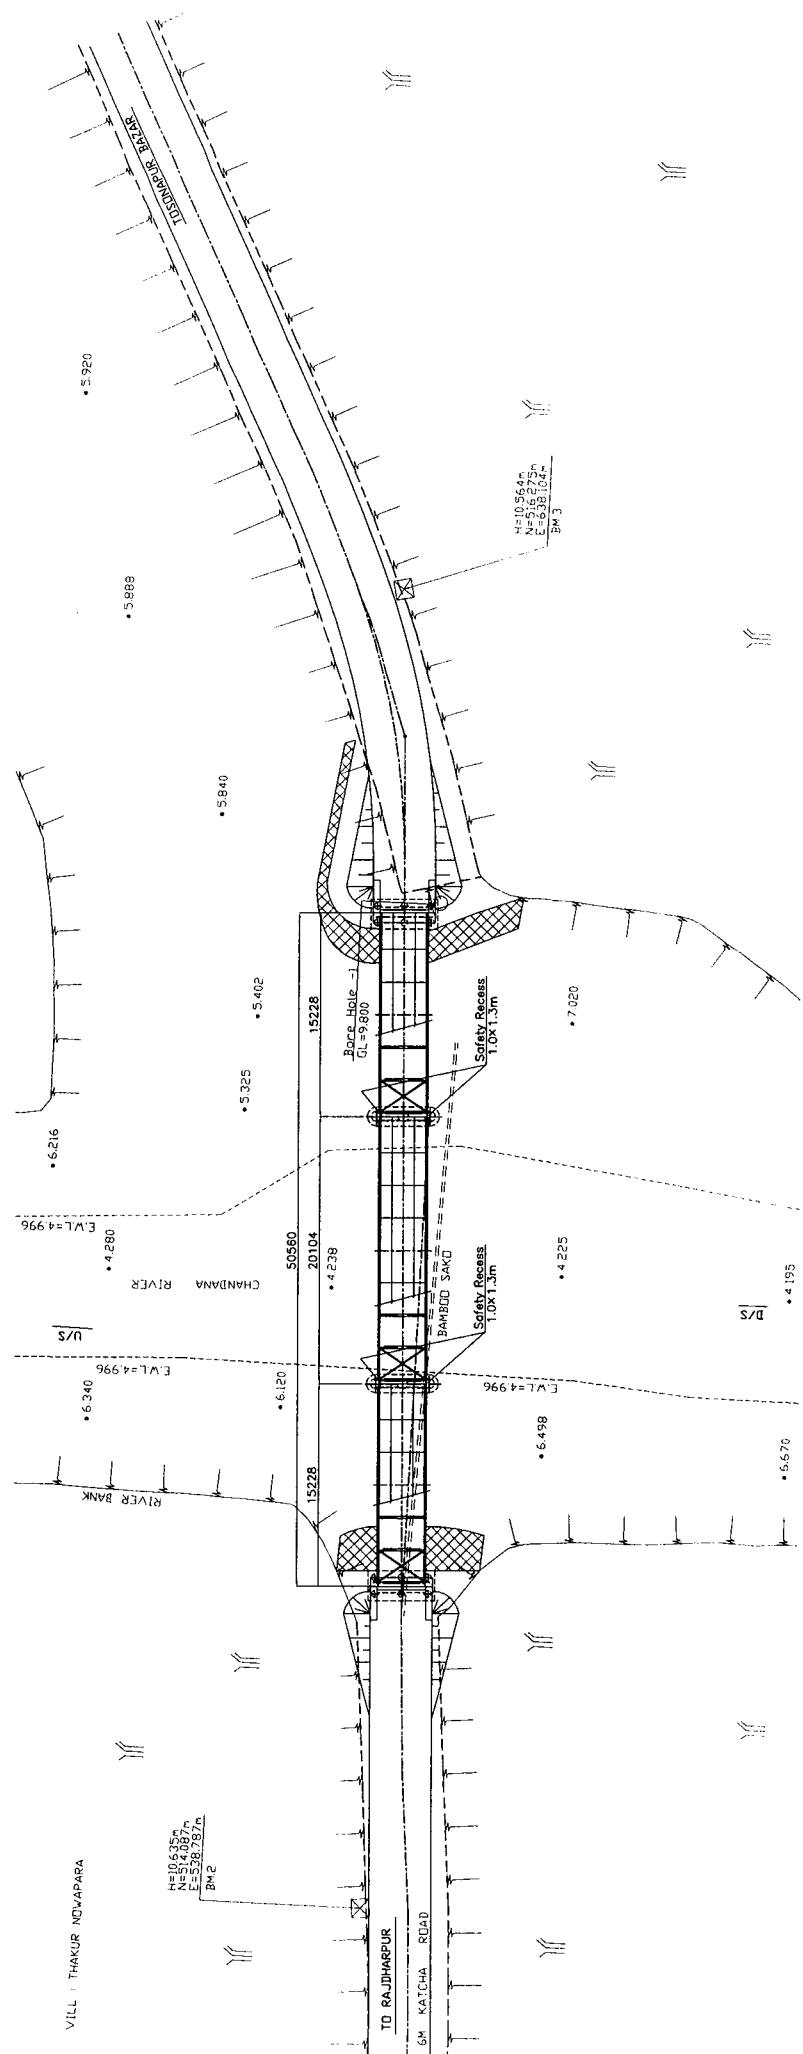 TOSONAPUR BAZAR
5.920
H=10.564m
N=516.275m
E=638.104m
BM 3
5.888
5.840
15228
Bore Hole -1
GL=9.800
5.402
Safety Recess
1.0X1.3m
7.020
5.325
6.216
E.W.L=4.996
4.280
CHANDANA RIVER
50560
20104
4.238
BAMBOO SAKO
4.225
4.195
U/S
D/S
Safety Recess
1.0X1.3m
E.W.L=4.996
E.W.L=4.996
6.340
6.120
6.498
6.670
15228
RIVER BANK
H=10.635m
N=514.087m
E=538.787m
BM.2
VILL : THAKUR NOWAPARA
TO RAJDHARPUR
6M KATCHA ROAD